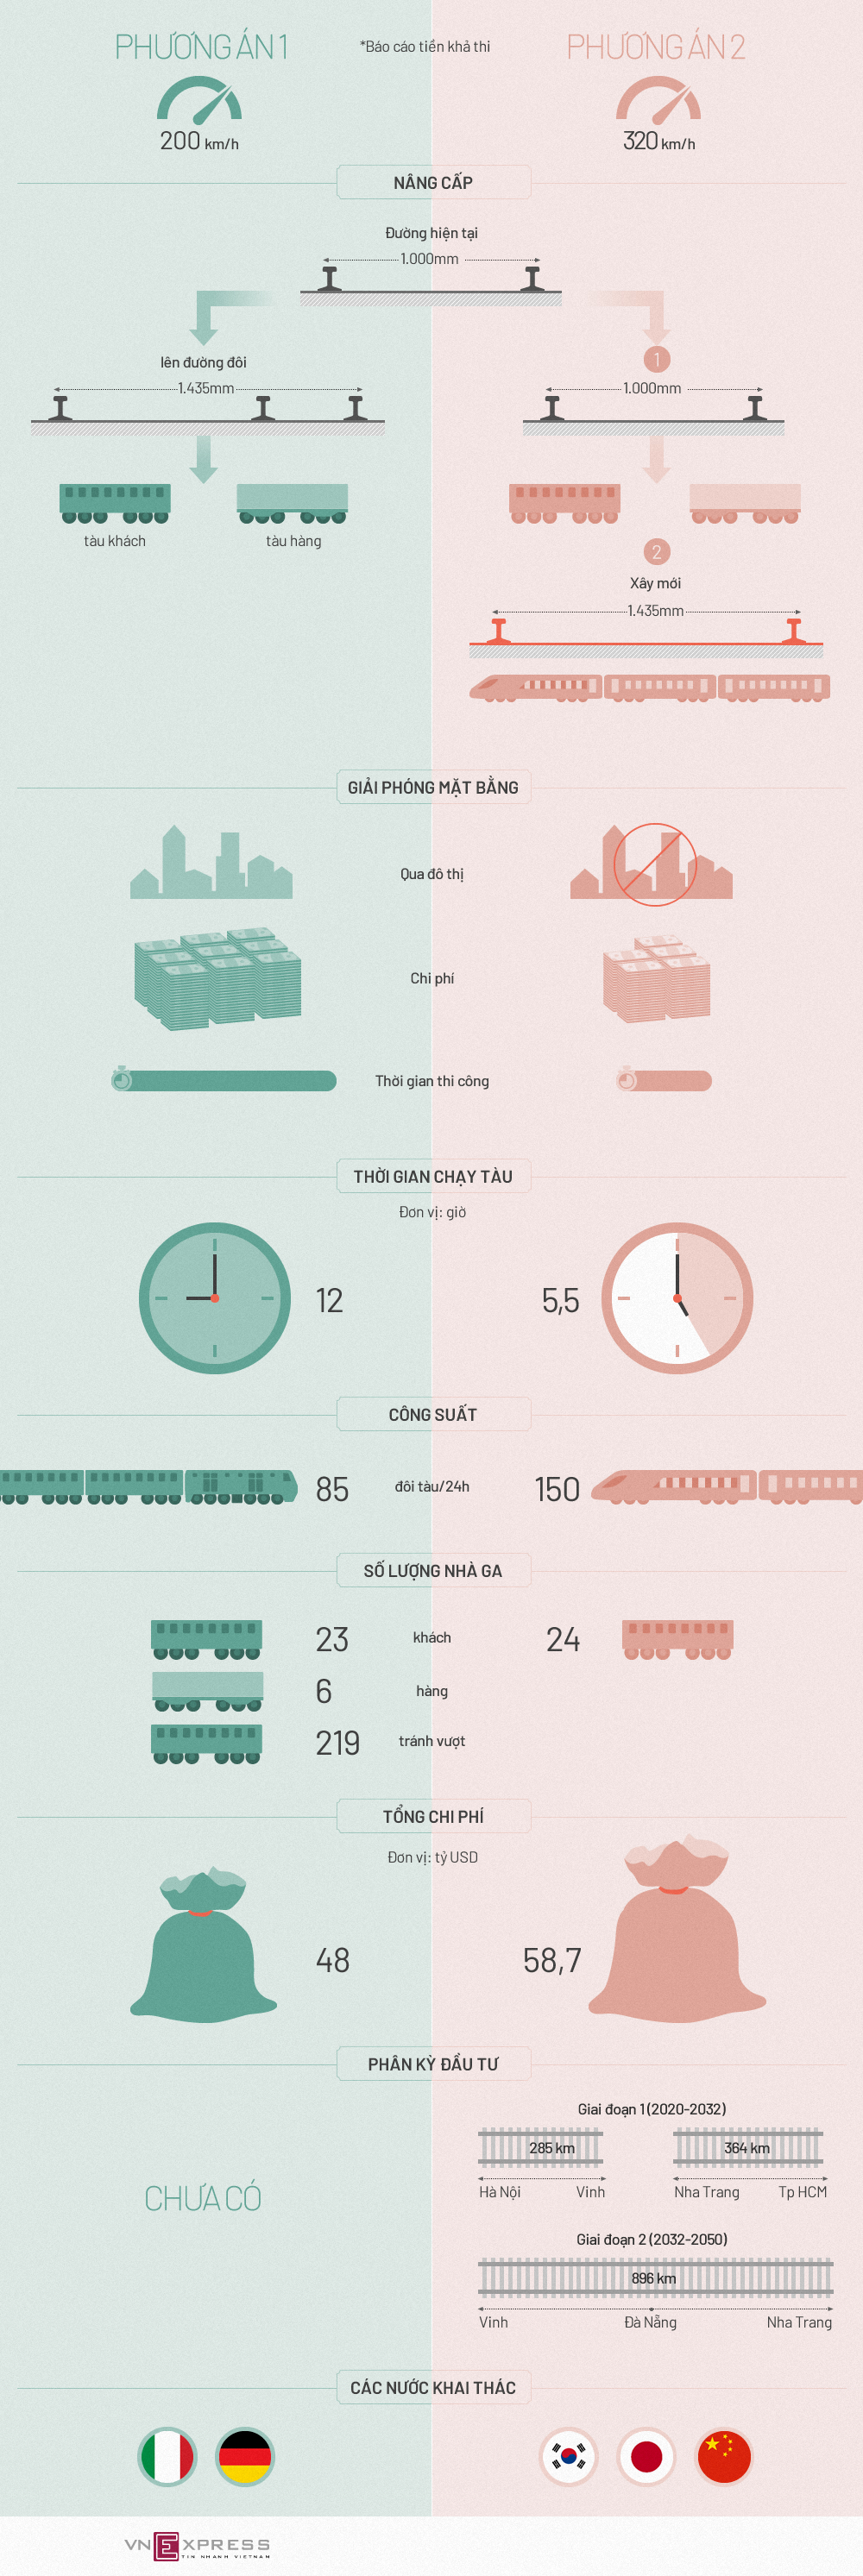 PHƯƠNG ÁN 1
*Báo cáo tiền khả thi
PHƯƠNG ÁN 2
200 km/h
320 km/h
NÂNG CẤP
Đường hiện tại
1.000mm
lên đường đôi
1.435mm
tàu khách
tàu hàng
1
1.000mm
2
Xây mới
1.435mm
GIẢI PHÓNG MẶT BẰNG
Qua đô thị
Chi phí
Thời gian thi công
THỜI GIAN CHẠY TÀU
Đơn vị: giờ
12
5,5
CÔNG SUẤT
85
đôi tàu/24h
150
SỐ LƯỢNG NHÀ GA
23
khách
24
6
hàng
219
tránh vượt
TỔNG CHI PHÍ
Đơn vị: tỷ USD
48
58,7
PHÂN KỲ ĐẦU TƯ
CHƯA CÓ
Giai đoạn 1 (2020-2032)
285 km
364 km
Hà Nội
Vinh
Nha Trang
Tp HCM
Giai đoạn 2 (2032-2050)
896 km
Vinh
Đà Nẵng
Nha Trang
CÁC NƯỚC KHAI THÁC
VNEXPRESS
TIN NHANH VIETNAM